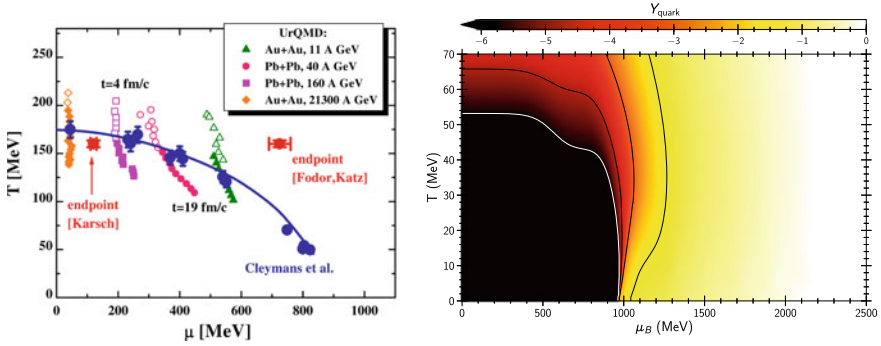 UrQMD:
Au+Au, 11 A GeV
Pb+Pb, 40 A GeV
Pb+Pb, 160 A GeV
Au+Au, 21300 A GeV
t=4 fm/c
endpoint
[Karsch]
endpoint
[Fodor,Katz]
t=19 fm/c
Cleymans et al.
T [MeV]
250
200
150
100
50
0
0 200 400 600 800 1000
μ [MeV]
Y_quark
−6 −5 −4 −3 −2 −1 0
T (MeV)
70
60
50
40
30
20
10
0
0 500 1000 1500 2000 2500
μ_B (MeV)